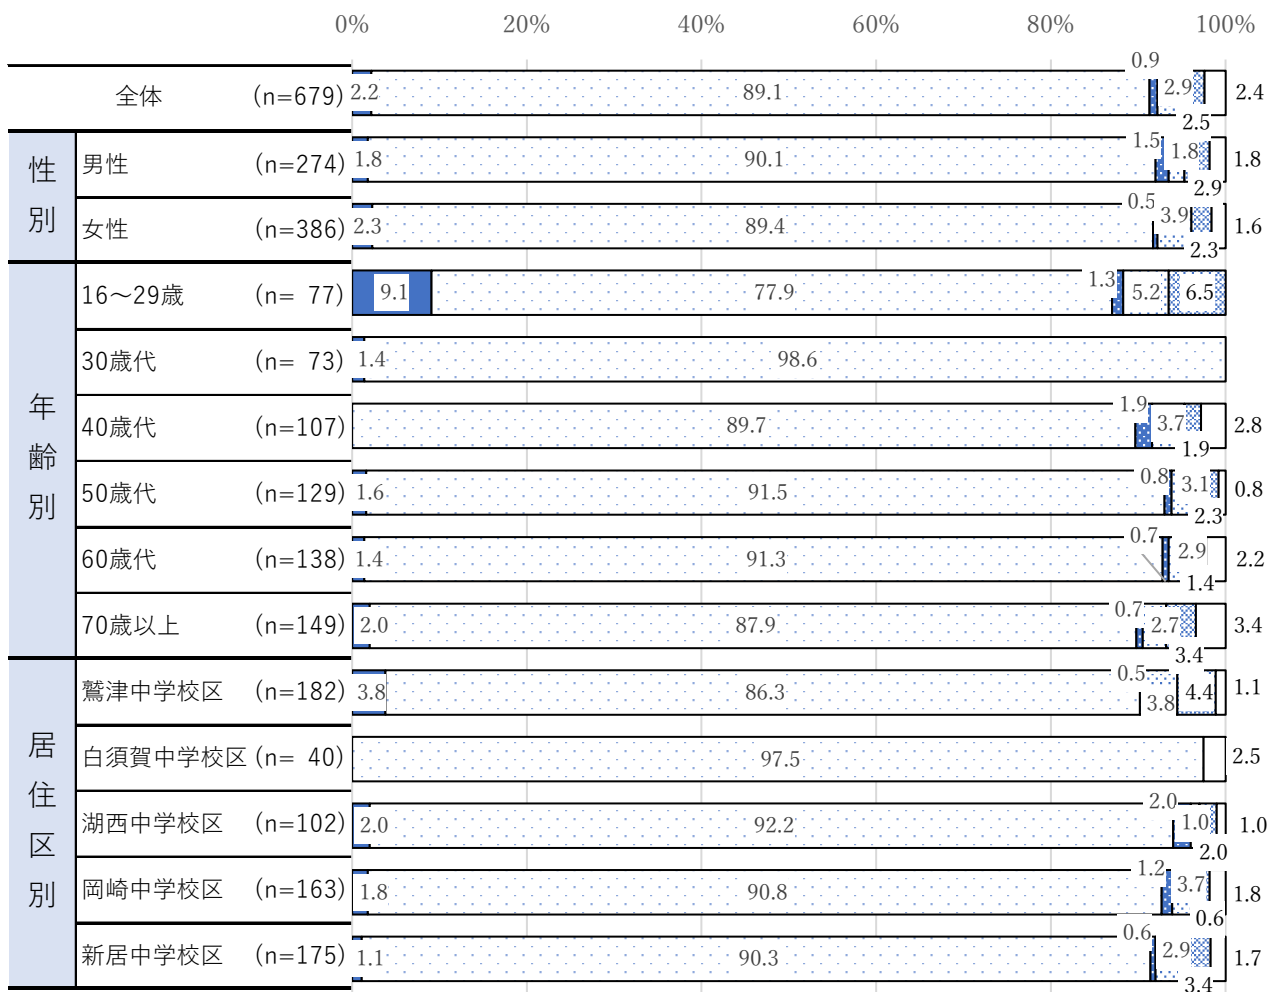 0% 20% 40% 60% 80% 100%
全体 (n=679) 2.2 89.1 0.9 2.9 2.5 2.4
性別
男性 (n=274) 1.8 90.1 1.5 1.8 2.9 1.8
女性 (n=386) 2.3 89.4 0.5 3.9 2.3 1.6
年齢別
16～29歳 (n= 77) 9.1 77.9 1.3 5.2 6.5
30歳代 (n= 73) 1.4 98.6
40歳代 (n=107) 89.7 1.9 3.7 1.9 2.8
50歳代 (n=129) 1.6 91.5 0.8 3.1 2.3 0.8
60歳代 (n=138) 1.4 91.3 0.7 2.9 1.4 2.2
70歳以上 (n=149) 2.0 87.9 0.7 2.7 3.4 3.4
居住区別
鷲津中学校区 (n=182) 3.8 86.3 0.5 3.8 4.4 1.1
白須賀中学校区 (n= 40) 97.5 2.5
湖西中学校区 (n=102) 2.0 92.2 2.0 1.0 2.0 1.0
岡崎中学校区 (n=163) 1.8 90.8 1.2 3.7 0.6 1.8
新居中学校区 (n=175) 1.1 90.3 0.6 2.9 3.4 1.7